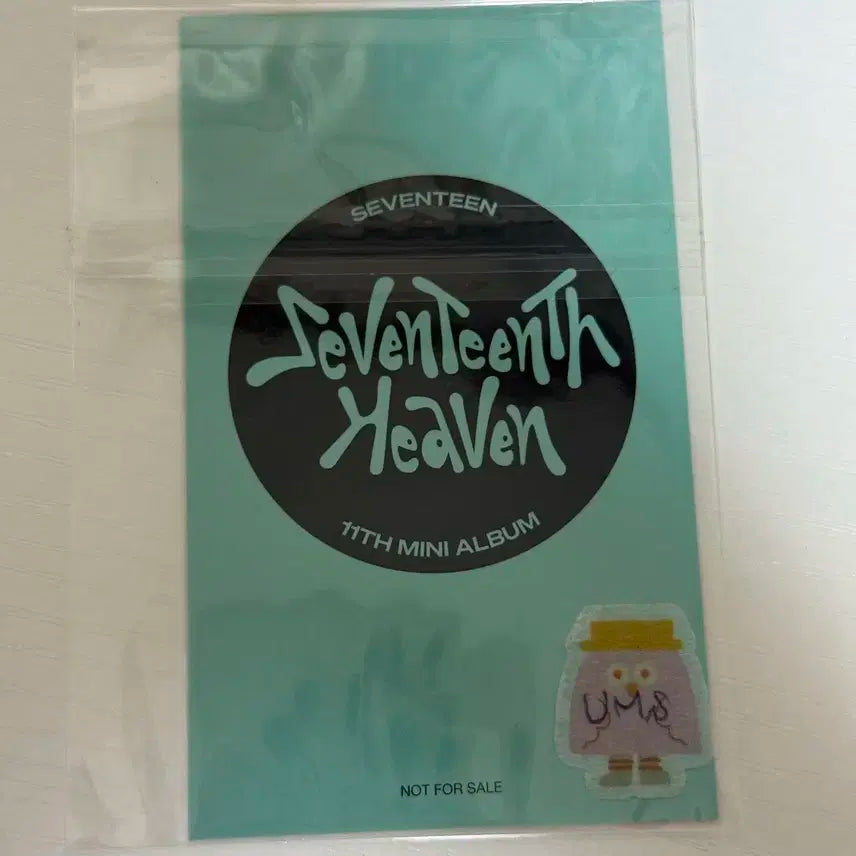 SEVENTEEN
SevenTeenTh
Heaven
11TH MINI ALBUM
UMS
NOT FOR SALE